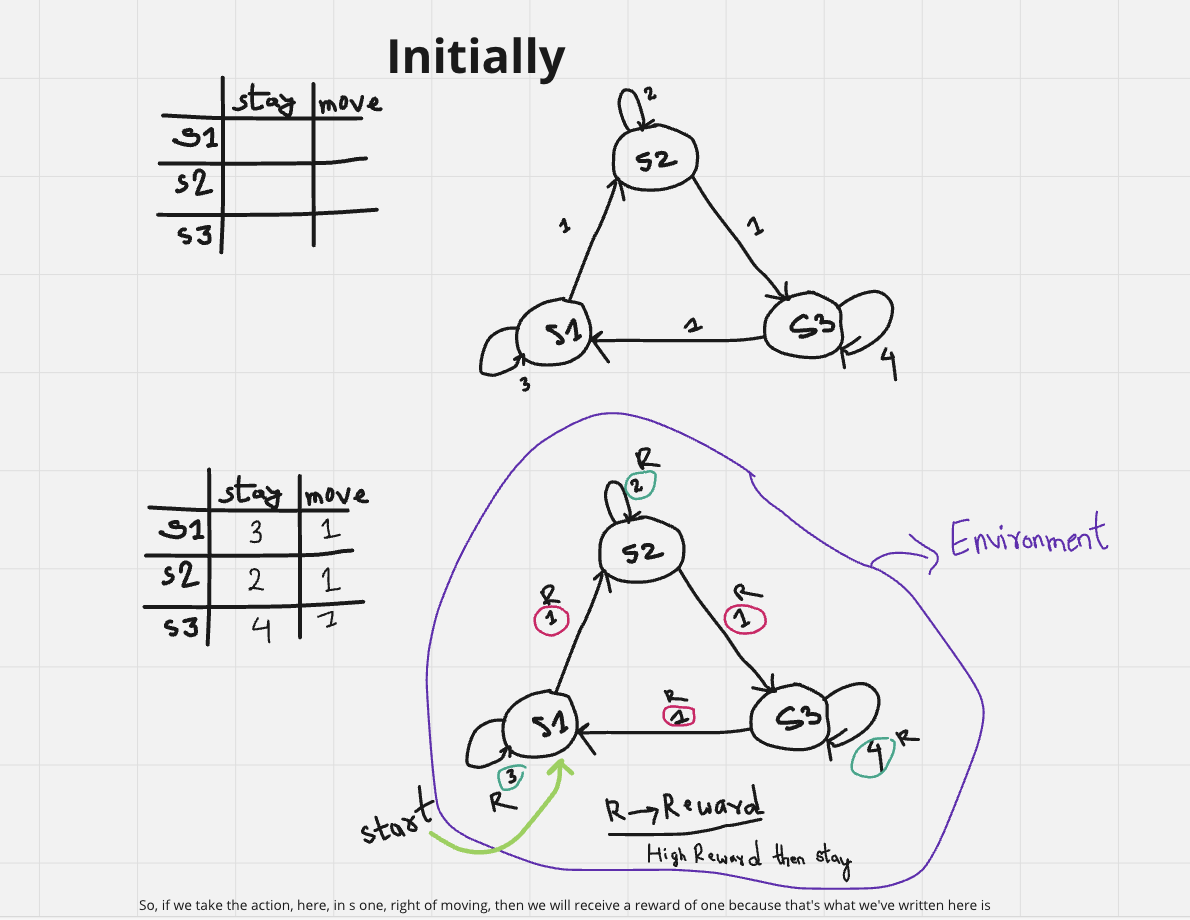 Initially
stay move
S1
S2
S3
2
S2
1
1
S1
1
S3
3
4
stay move
S1 3 1
S2 2 1
S3 4 1
R
2
S2
R
1
R
1
Environment
S1
R
1
S3
3
R
4 R
start
R → Reward
High Reward then stay
So, if we take the action, here, in s one, right of moving, then we will receive a reward of one because that's what we've written here is